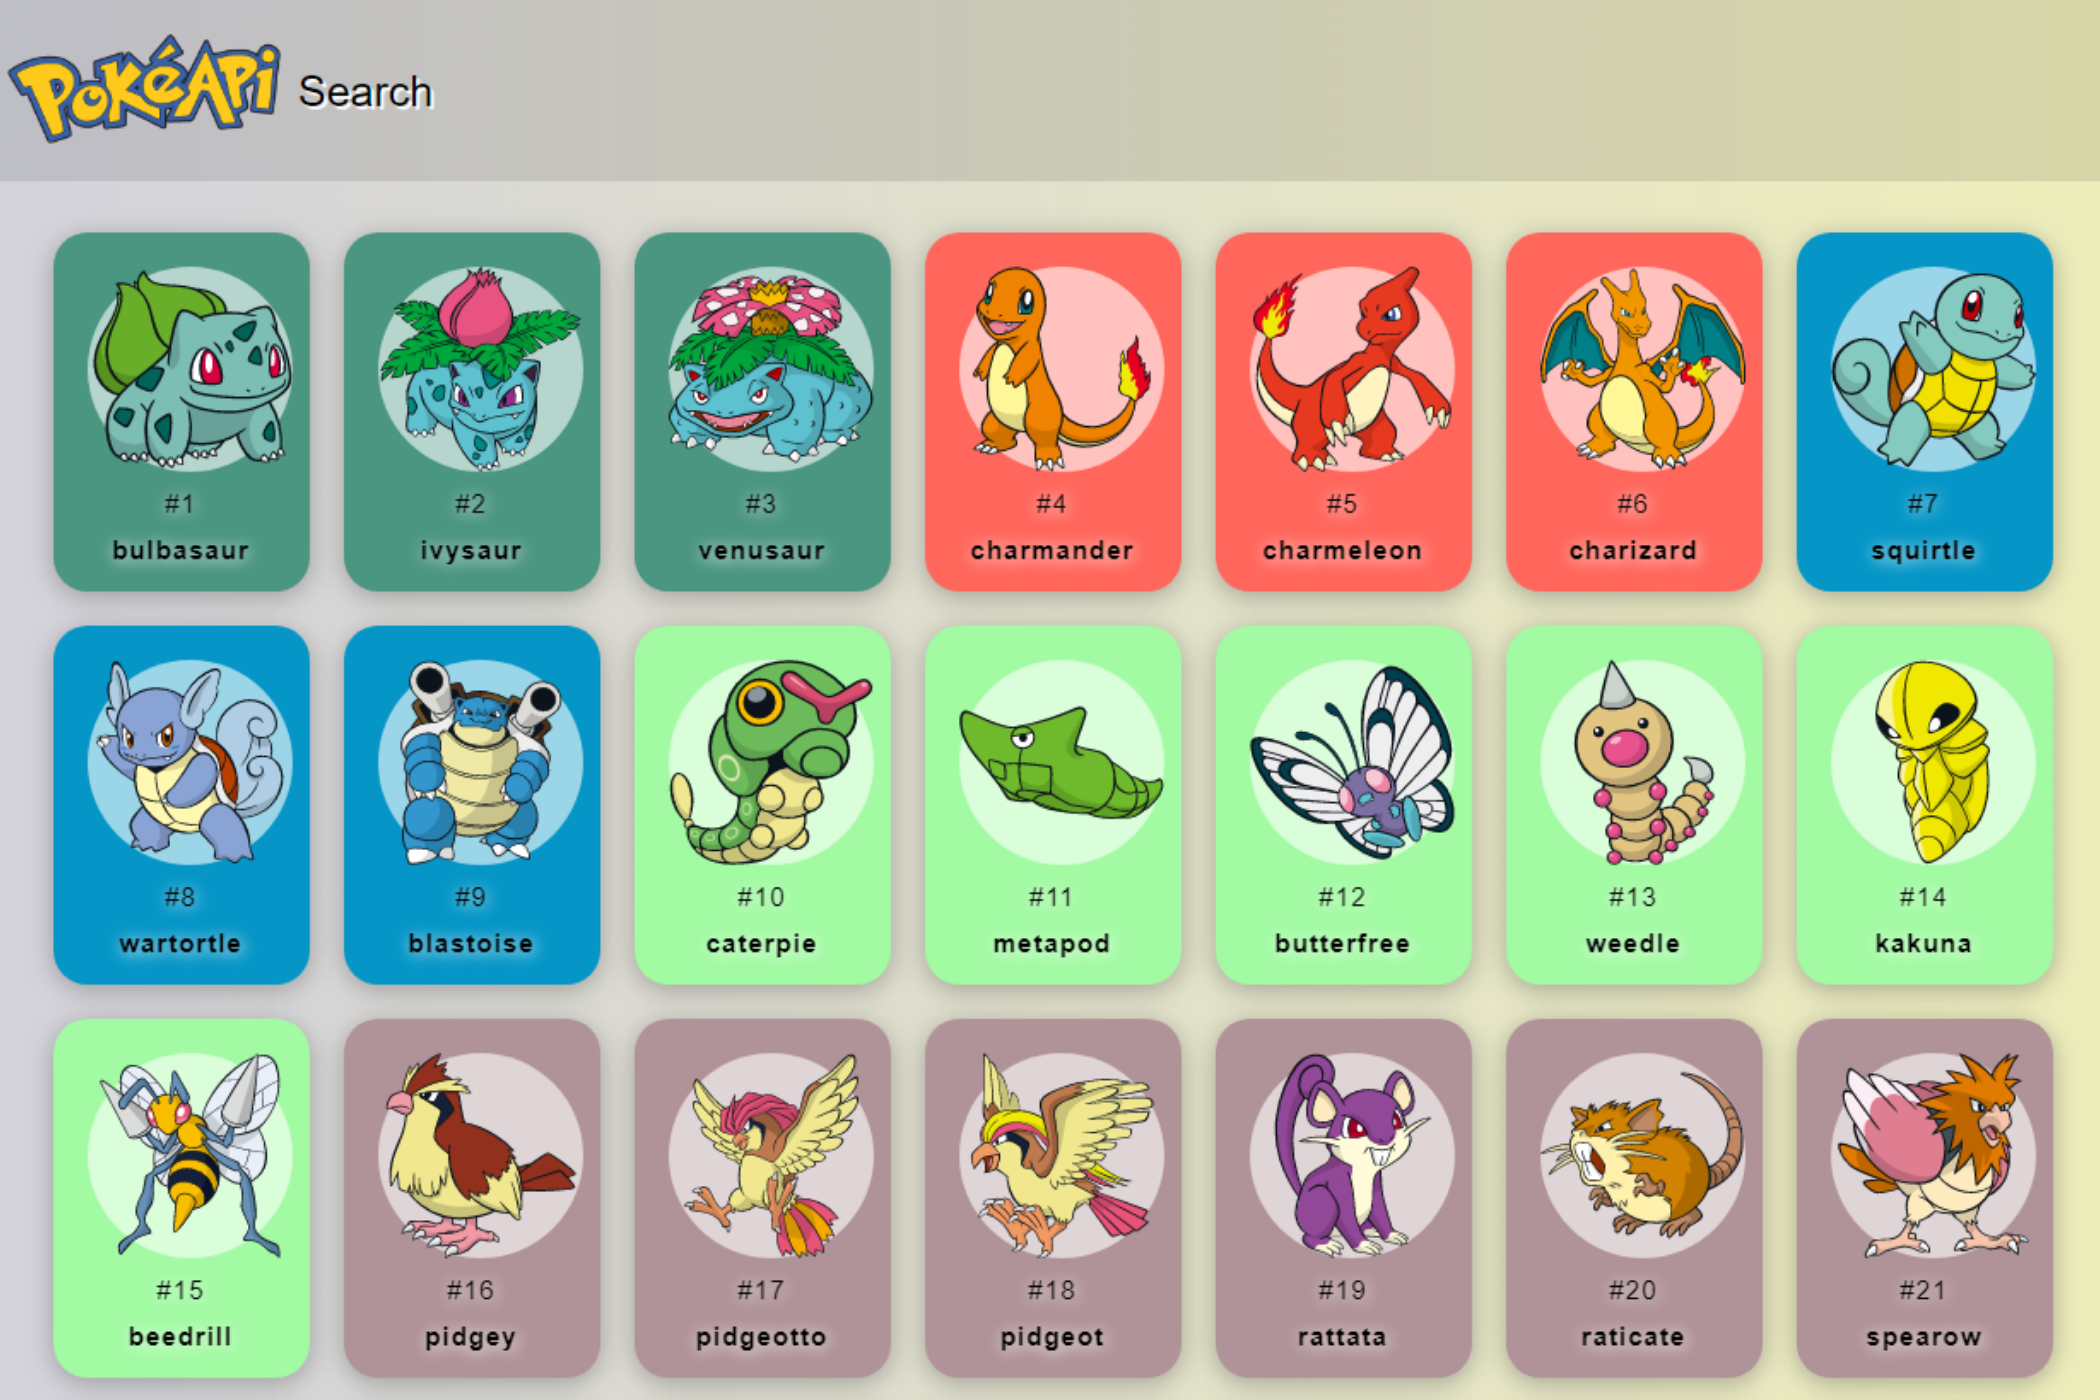 PokéAPi
Search
#1
bulbasaur
#2
ivysaur
#3
venusaur
#4
charmander
#5
charmeleon
#6
charizard
#7
squirtle
#8
wartortle
#9
blastoise
#10
caterpie
#11
metapod
#12
butterfree
#13
weedle
#14
kakuna
#15
beedrill
#16
pidgey
#17
pidgeotto
#18
pidgeot
#19
rattata
#20
raticate
#21
spearow